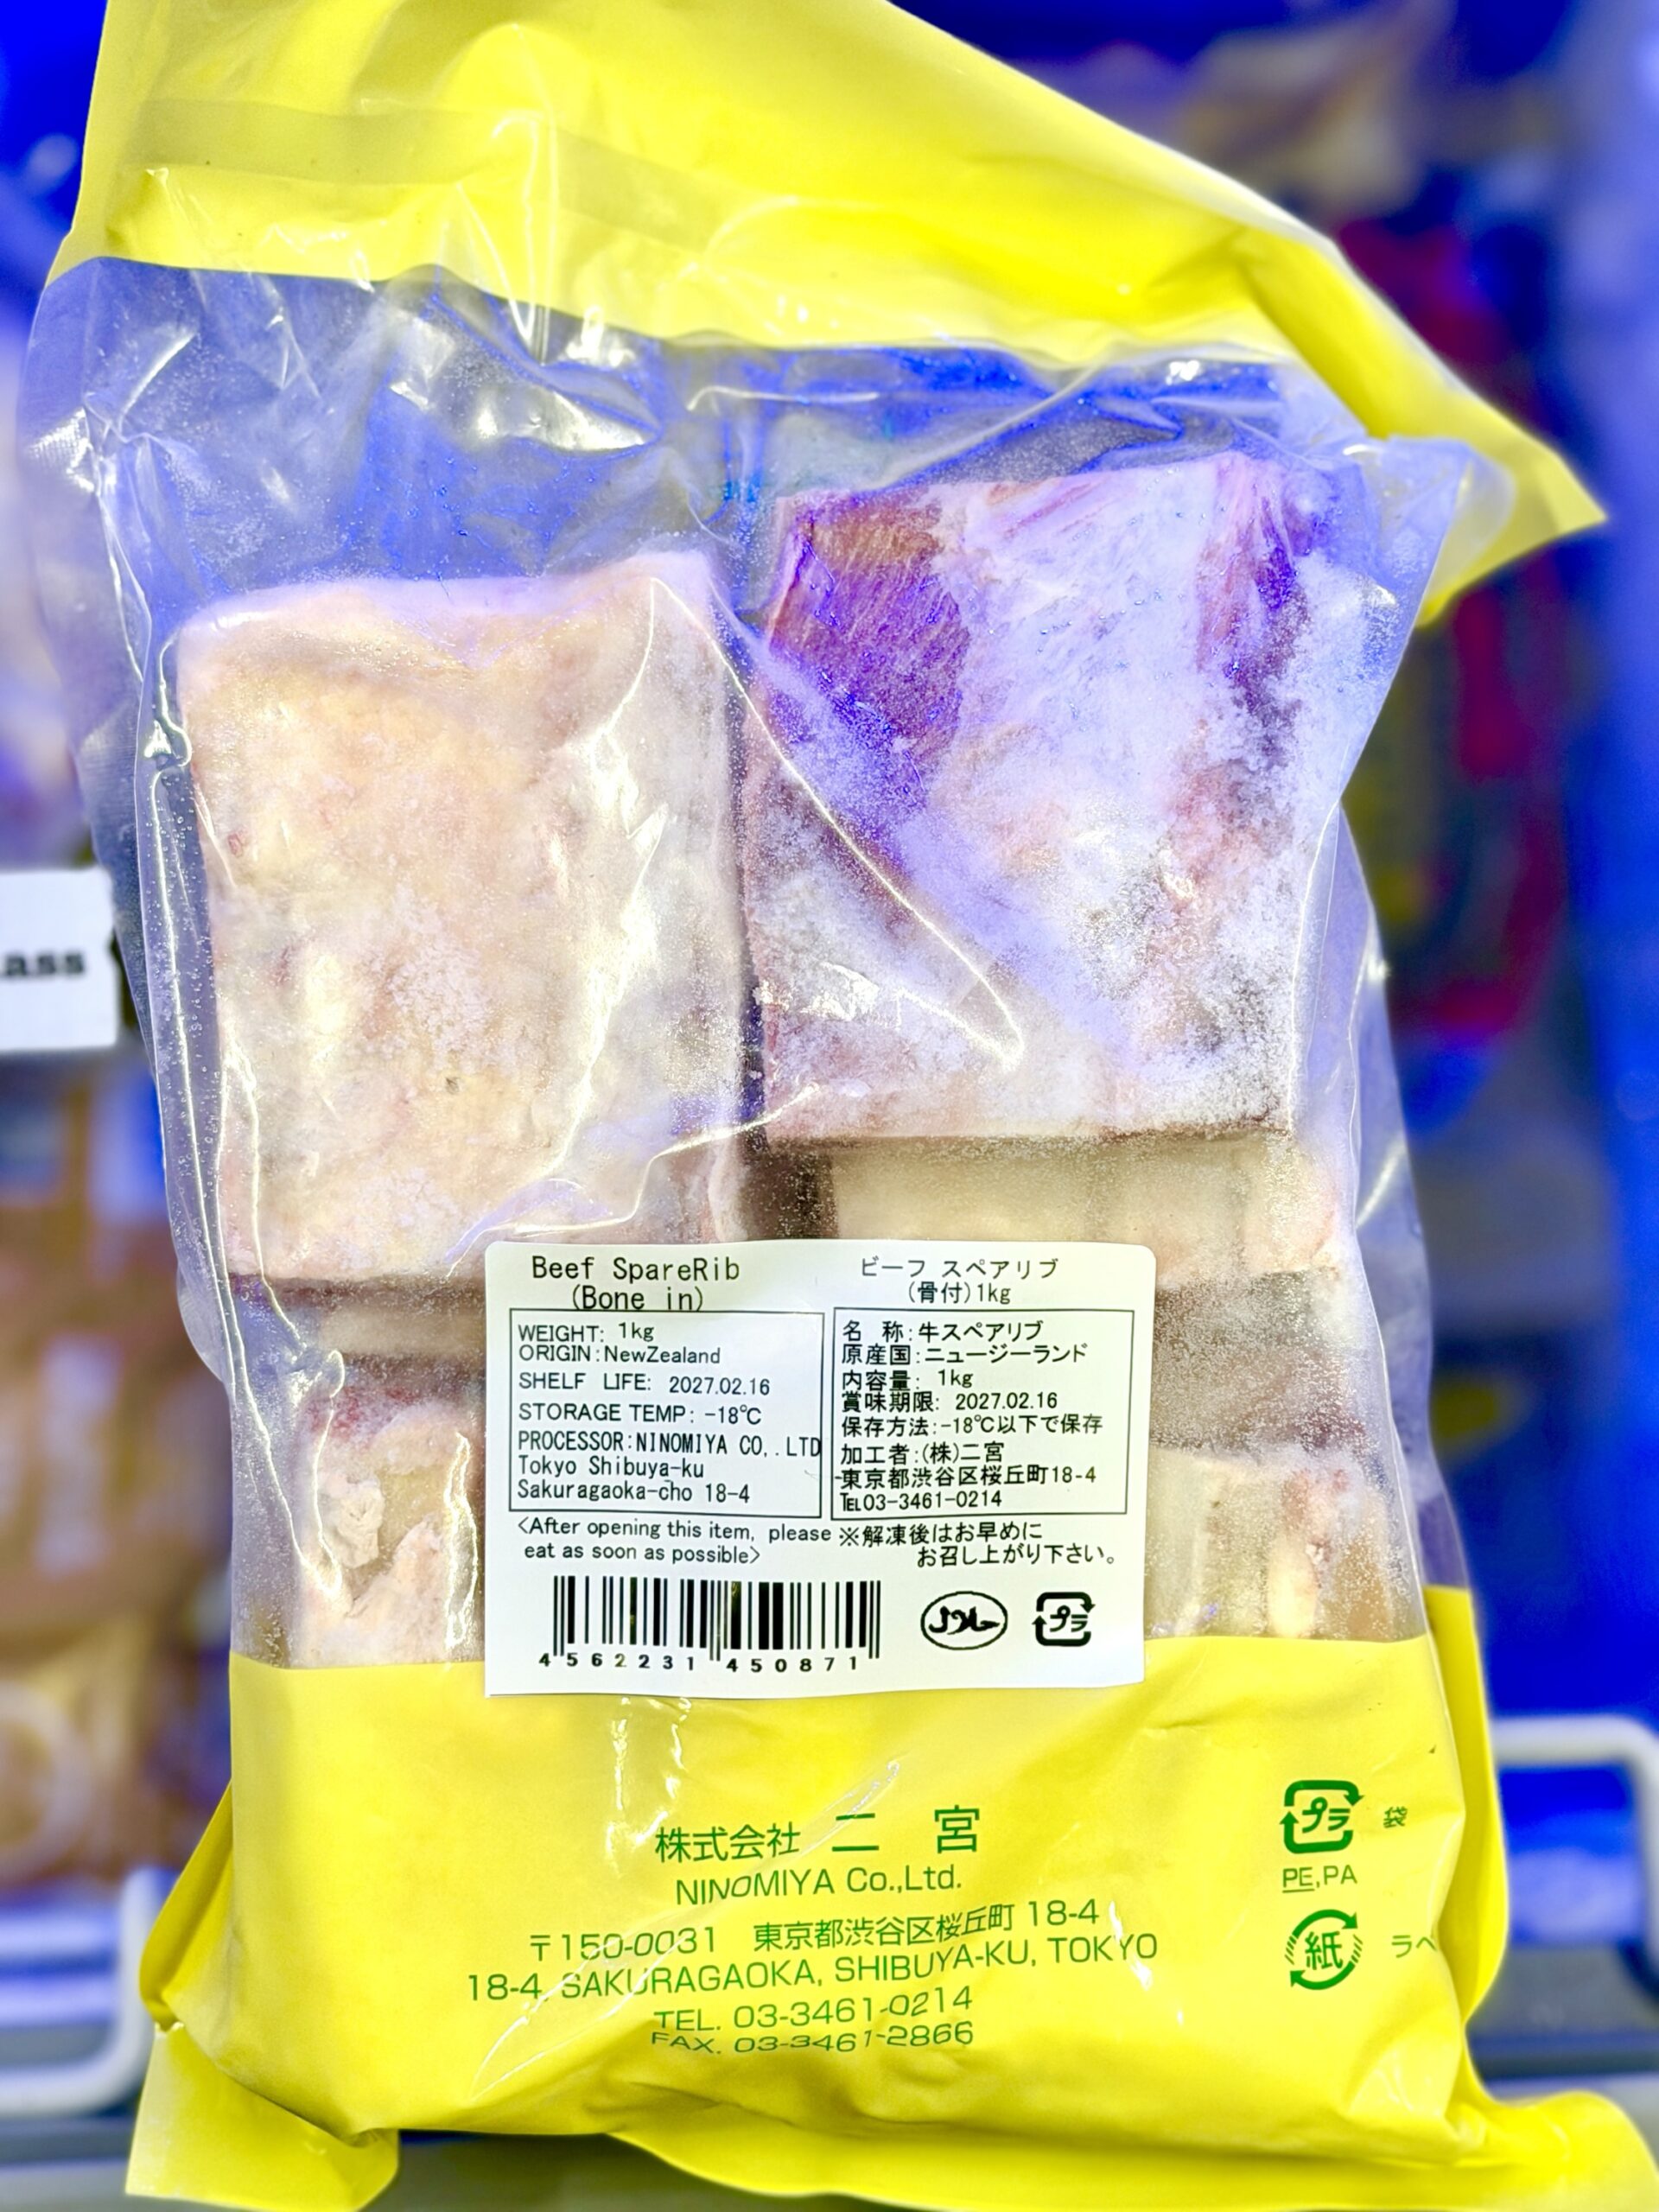 ass
Beef SpareRib
(Bone in)
WEIGHT: 1kg
ORIGIN:NewZealand
SHELF LIFE: 2027.02.16
STORAGE TEMP: -18℃
PROCESSOR:NINOMIYA CO,.LTD
Tokyo Shibuya-ku
Sakuragaoka-cho 18-4
<After opening this item, please
eat as soon as possible>
ビーフ スペアリブ
(骨付)1kg
名 称:牛スペアリブ
原産国:ニュージーランド
内容量: 1kg
賞味期限: 2027.02.16
保存方法:-18℃以下で保存
加工者:(株)二宮
東京都渋谷区桜丘町18-4
℡03-3461-0214
※解凍後はお早めに
お召し上がり下さい。
4 562231 450871
حلال
プラ
株式会社 二 宮
NINOMIYA Co.,Ltd.
〒150-0031 東京都渋谷区桜丘町 18-4
18-4, SAKURAGAOKA, SHIBUYA-KU, TOKYO
TEL. 03-3461-0214
FAX. 03-3461-2866
プラ 袋
PE,PA
紙 ラベ